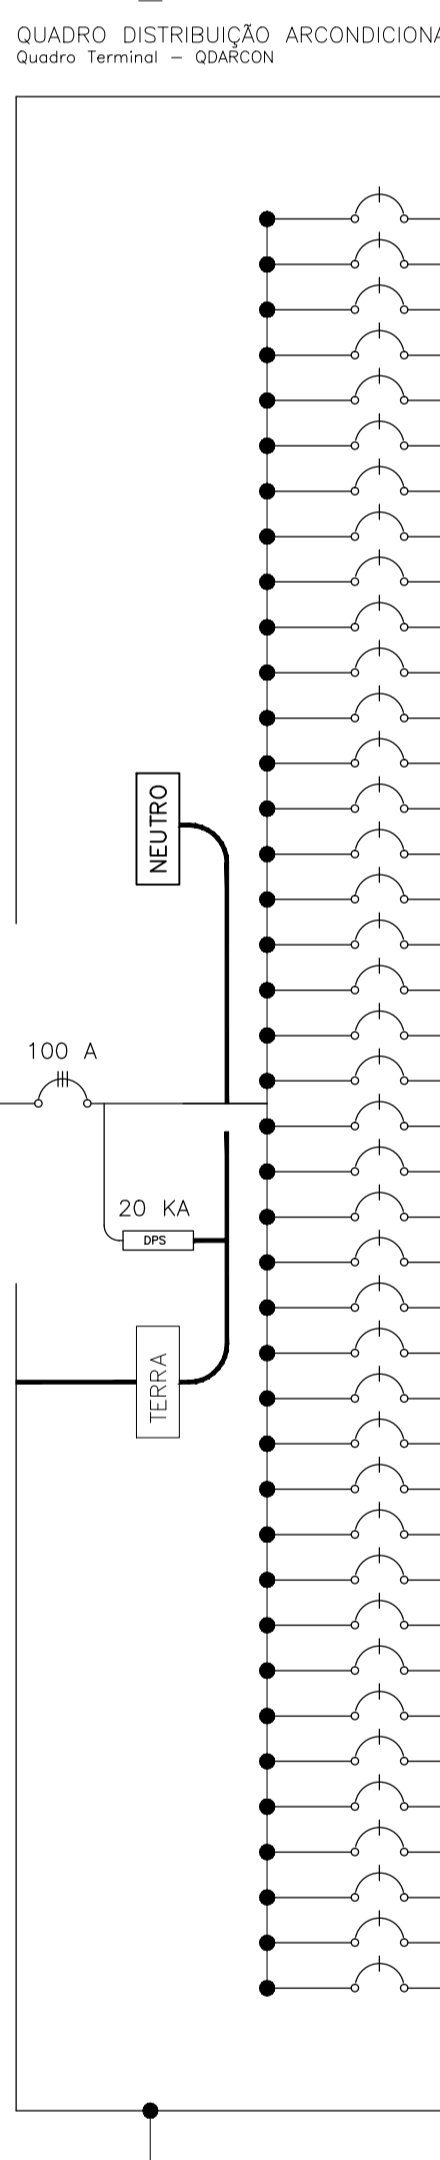 QUADRO DISTRIBUIÇÃO ARCONDICIONA
Quadro Terminal - QDARCON
NEUTRO
100 A
20 KA
DPS
TERRA